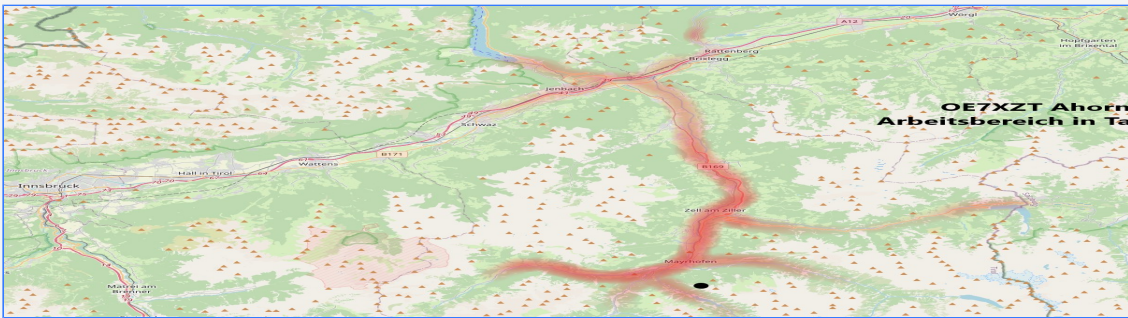 Wörgl
A12
Hopfgarten
im Brixental
Rattenberg
Brixlegg
Jenbach
OE7XZT Ahorn
Arbeitsbereich in Ta
Schwaz
B171
Wattens
Hall in Tirol
B169
Innsbruck
Zell am Ziller
Mayrhofen
Matrei am
Brenner